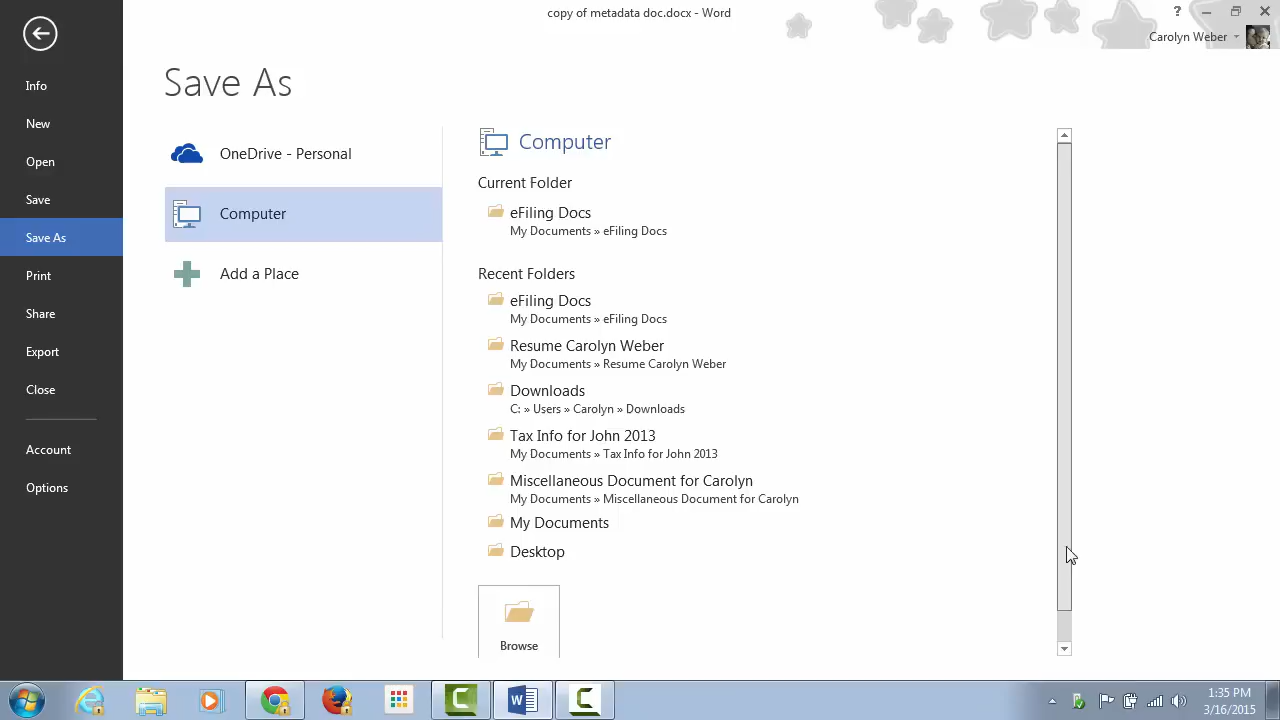 copy of metadata doc.docx - Word
?
Carolyn Weber
Info
New
Open
Save
Save As
Print
Share
Export
Close
Account
Options
Save As
OneDrive - Personal
Computer
Add a Place
Computer
Current Folder
eFiling Docs
My Documents » eFiling Docs
Recent Folders
eFiling Docs
My Documents » eFiling Docs
Resume Carolyn Weber
My Documents » Resume Carolyn Weber
Downloads
C: » Users » Carolyn » Downloads
Tax Info for John 2013
My Documents » Tax Info for John 2013
Miscellaneous Document for Carolyn
My Documents » Miscellaneous Document for Carolyn
My Documents
Desktop
Browse
1:35 PM
3/16/2015